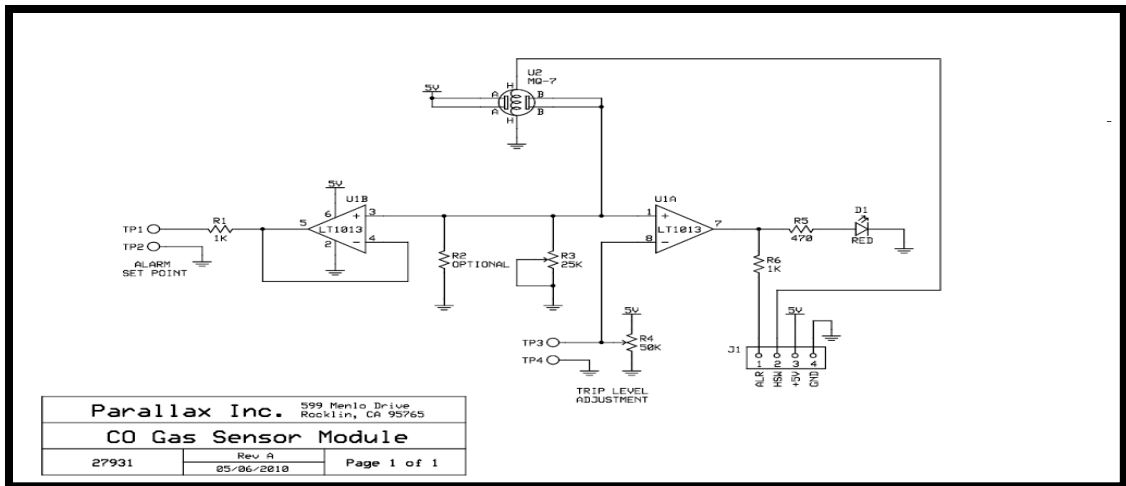 U2
MQ-7
H
5V
A B
A B
H
5V
U1B
U1A
6
3
1
TP1
R1
5
LT1013
LT1013
7
R5
D1
1K
470
RED
TP2
2
4
8
ALARM
SET POINT
R2
OPTIONAL
R3
25K
R6
1K
5V
5V
TP3
R4
50K
TP4
J1
1 2 3 4
ALR
HSW
+5V
GND
TRIP LEVEL
ADJUSTMENT
Parallax Inc.
599 Menlo Drive
Rocklin, CA 95765
CO Gas Sensor Module
27931
Rev A
05/06/2010
Page 1 of 1